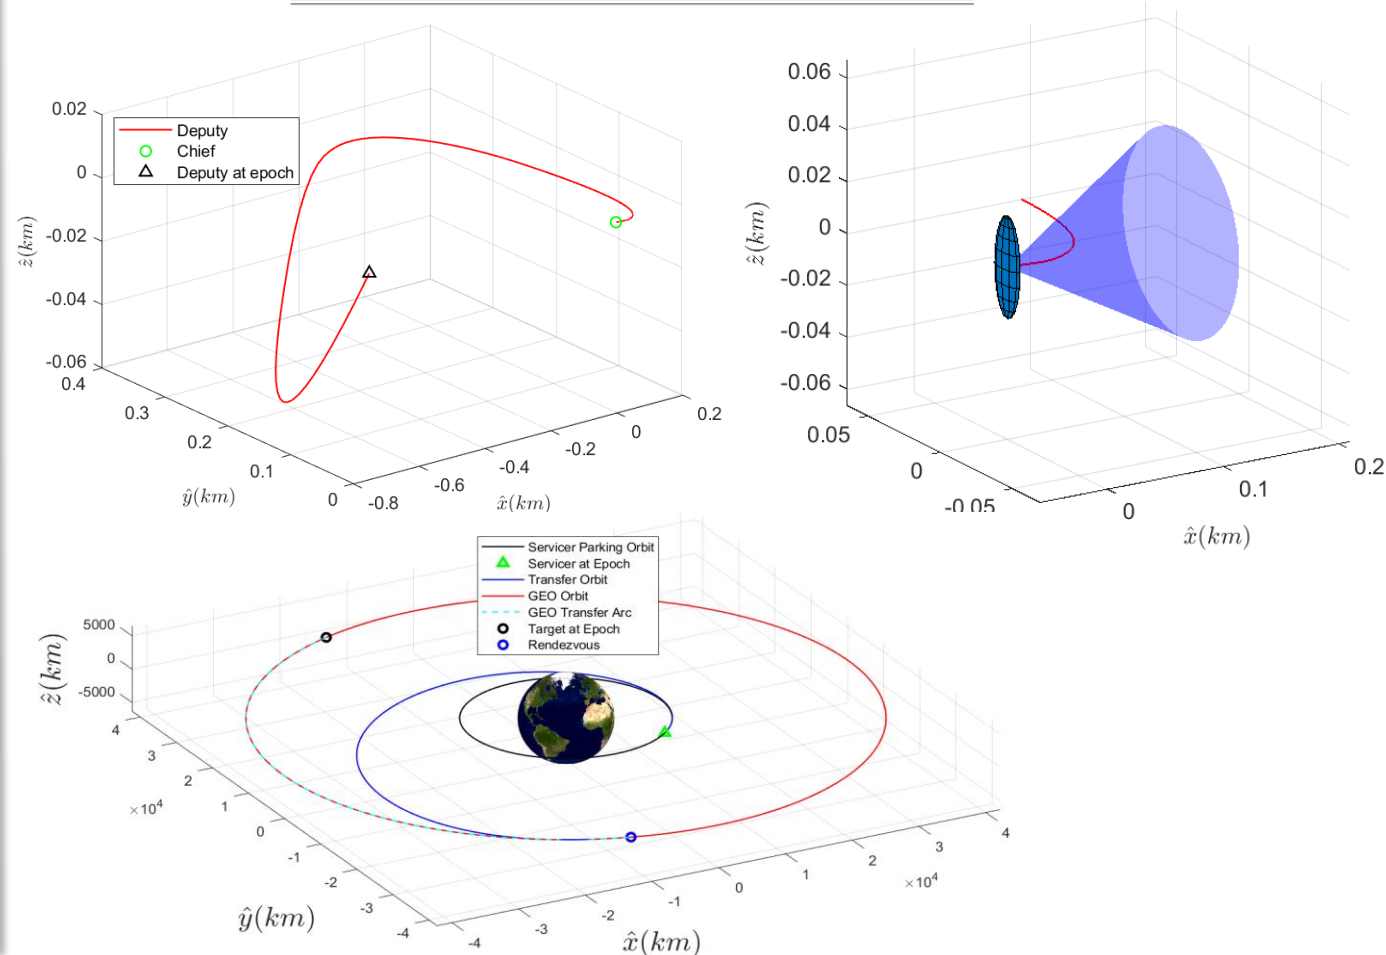 0.02
0
-0.02
-0.04
-0.06
ẑ(km)
Deputy
Chief
Deputy at epoch
0.4
0.3
0.2
0.1
0
ŷ(km)
-0.8
-0.6
-0.4
-0.2
0
0.2
x̂(km)
0.06
0.04
0.02
0
-0.02
-0.04
-0.06
ẑ(km)
0.05
0
-0.05
0
0.1
0.2
x̂(km)
Servicer Parking Orbit
Servicer at Epoch
Transfer Orbit
GEO Orbit
GEO Transfer Arc
Target at Epoch
Rendezvous
5000
0
-5000
ẑ(km)
4
3
2
1
0
-1
-2
-3
-4
×10⁴
ŷ(km)
-4
-3
-2
-1
0
1
2
3
4
×10⁴
x̂(km)